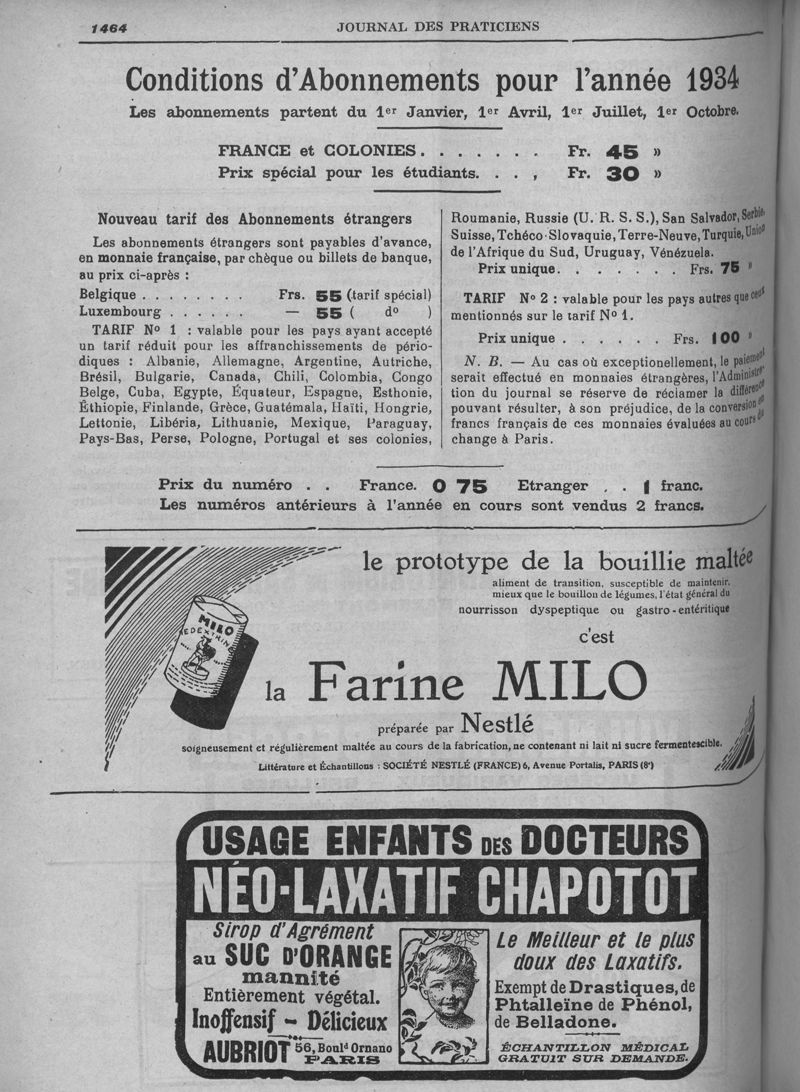 1464
JOURNAL DES PRATICIENS
Conditions d'Abonnements pour l'année 1934
Les abonnements partent du 1er Janvier, 1er Avril, 1er Juillet, 1er Octobre.
FRANCE et COLONIES. . . . . . . Fr. 45 »
Prix spécial pour les étudiants. . . , Fr. 30 »
Nouveau tarif des Abonnements étrangers
Les abonnements étrangers sont payables d'avance,
en monnaie française, par chèque ou billets de banque,
au prix ci-après :
Belgique . . . . . . . . Frs. 55 (tarif spécial)
Luxembourg . . . . . . — 55 ( do )
TARIF No 1 : valable pour les pays ayant accepté
un tarif réduit pour les affranchissements de pério-
diques : Albanie, Allemagne, Argentine, Autriche,
Brésil, Bulgarie, Canada, Chili, Colombia, Congo
Belge, Cuba, Egypte, Équateur, Espagne, Esthonie,
Éthiopie, Finlande, Grèce, Guatémala, Haïti, Hongrie,
Lettonie, Libéria, Lithuanie, Mexique, Paraguay,
Pays-Bas, Perse, Pologne, Portugal et ses colonies,
Roumanie, Russie (U. R. S. S.), San Salvador, Serbie,
Suisse, Tchéco-Slovaquie, Terre-Neuve, Turquie, Union
de l'Afrique du Sud, Uruguay, Vénézuela.
Prix unique. . . . . . . . Frs. 75 »
TARIF No 2 : valable pour les pays autres que ceux
mentionnés sur le tarif No 1.
Prix unique . . . . . . Frs. 100 »
N. B. — Au cas où exceptionellement, le paiement
serait effectué en monnaies étrangères, l'Administra-
tion du journal se réserve de réclamer la différence
pouvant résulter, à son préjudice, de la conversion en
francs français de ces monnaies évaluées au cours du
change à Paris.
Prix du numéro . . France. 0 75 Etranger . . 1 franc.
Les numéros antérieurs à l'année en cours sont vendus 2 francs.
le prototype de la bouillie maltée
aliment de transition, susceptible de maintenir,
mieux que le bouillon de légumes, l'état général du
nourrisson dyspeptique ou gastro-entéritique
c'est
MILO
la Farine MILO
préparée par Nestlé
soigneusement et régulièrement maltée au cours de la fabrication, ne contenant ni lait ni sucre fermentescible.
Littérature et Échantillons : SOCIÉTÉ NESTLÉ (FRANCE) 6, Avenue Portalis, PARIS (8e)
USAGE ENFANTS DES DOCTEURS
NÉO-LAXATIF CHAPOTOT
Sirop d'Agrément
au SUC D'ORANGE
mannité
Entièrement végétal.
Inoffensif - Délicieux
AUBRIOT 56, Bould Ornano
PARIS
Le Meilleur et le plus
doux des Laxatifs.
Exempt de Drastiques, de
Phtalleïne de Phénol,
de Belladone.
ÉCHANTILLON MÉDICAL
GRATUIT SUR DEMANDE.